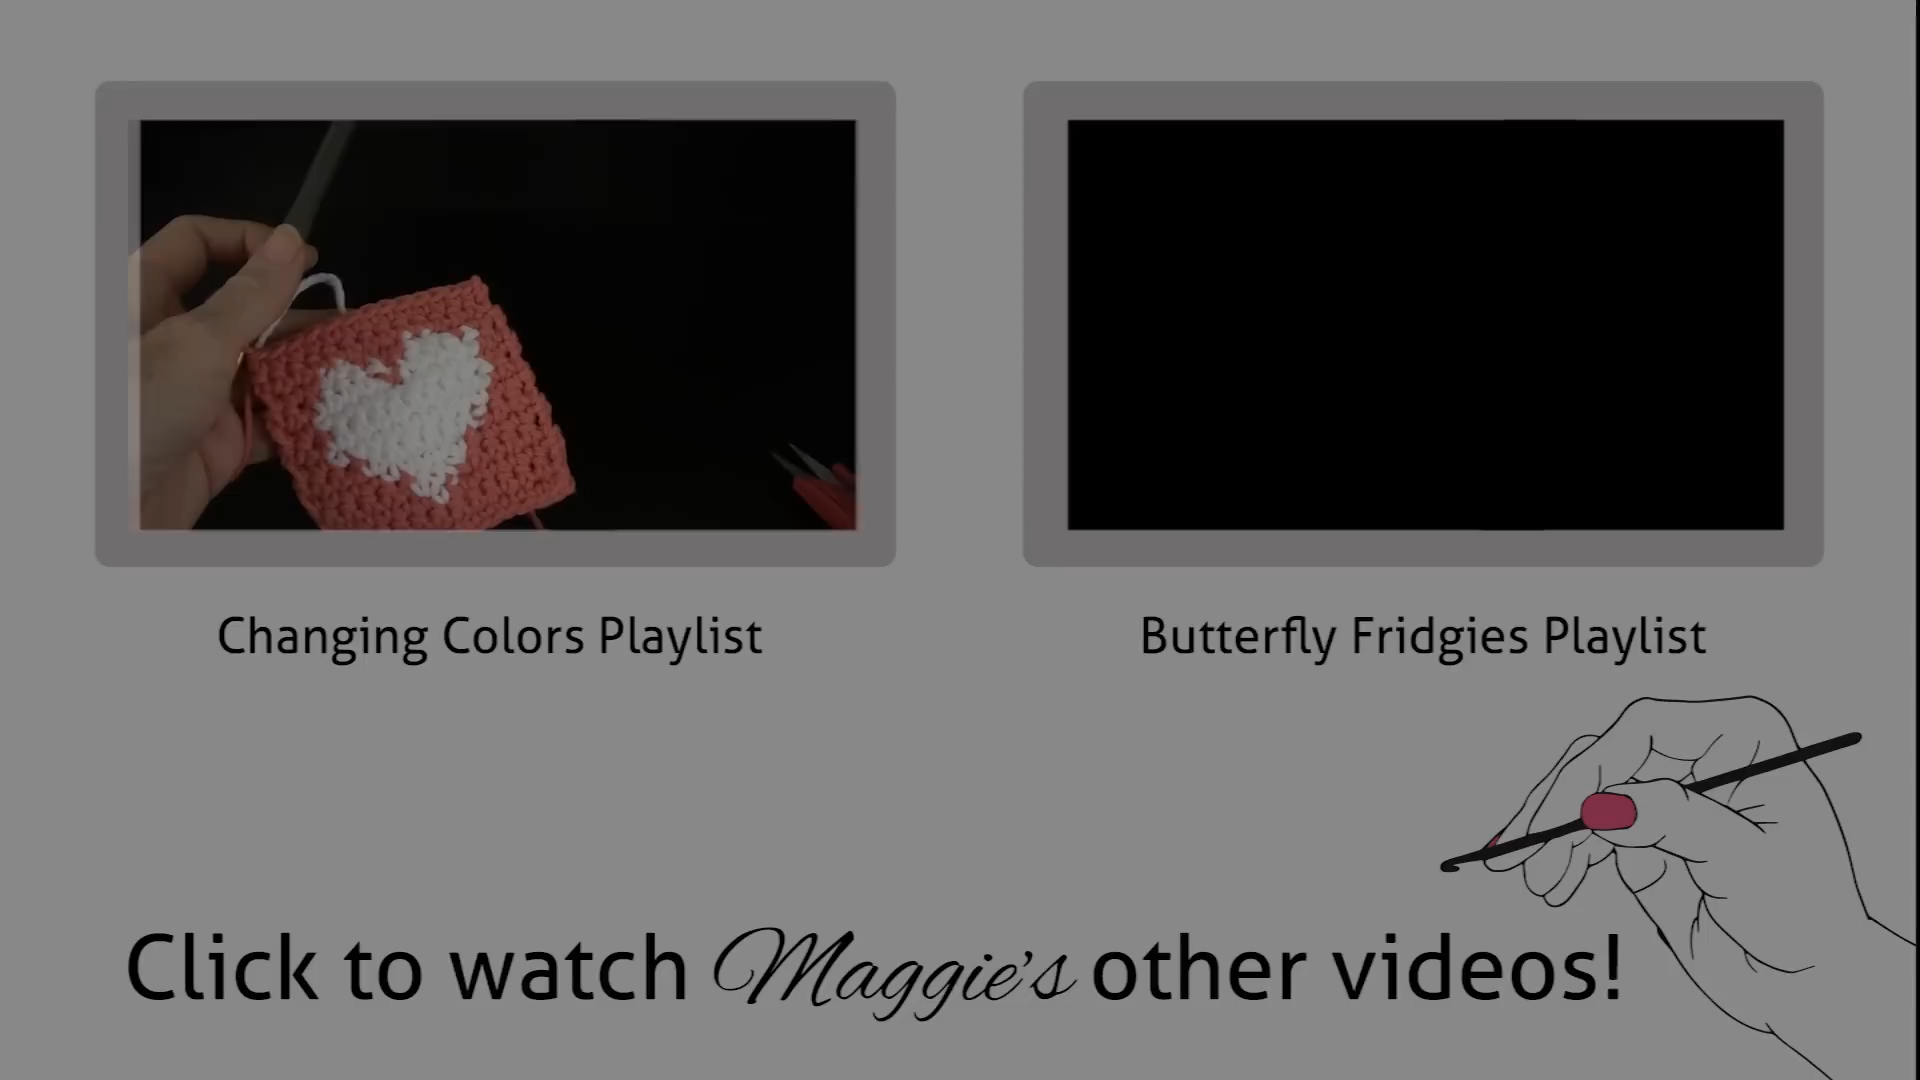 Changing Colors Playlist
Butterfly Fridgies Playlist
Click to watch Maggie's other videos!